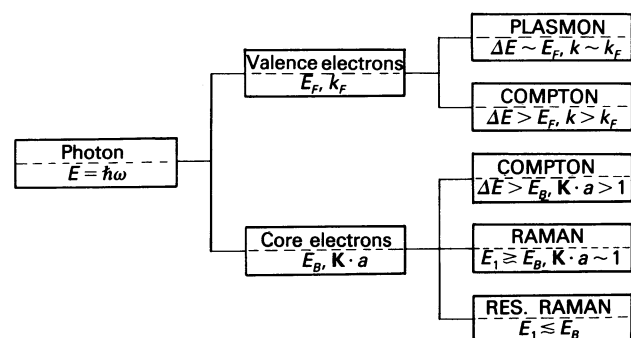 PLASMON
ΔE ~ E_F, k ~ k_F
Valence electrons
E_F, k_F
COMPTON
ΔE > E_F, k > k_F
Photon
E = ħω
COMPTON
ΔE > E_B, K · a > 1
Core electrons
E_B, K · a
RAMAN
E_1 ≳ E_B, K · a ~ 1
RES. RAMAN
E_1 ≲ E_B